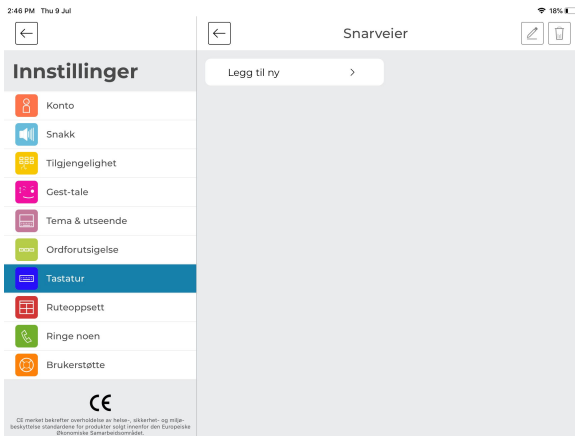 2:46 PM Thu 9 Jul
18%
Snarveier
Innstillinger
Legg til ny
Konto
Snakk
Tilgjengelighet
Gest-tale
Tema & utseende
Ordforutsigelse
Tastatur
Ruteoppsett
Ringe noen
Brukerstøtte
CE
CE merket bekrefter overholdelse av helse-, sikkerhet- og miljø-
beskyttelse standardene for produkter solgt innenfor den Europeiske
Økonomiske Samarbeidsområdet.